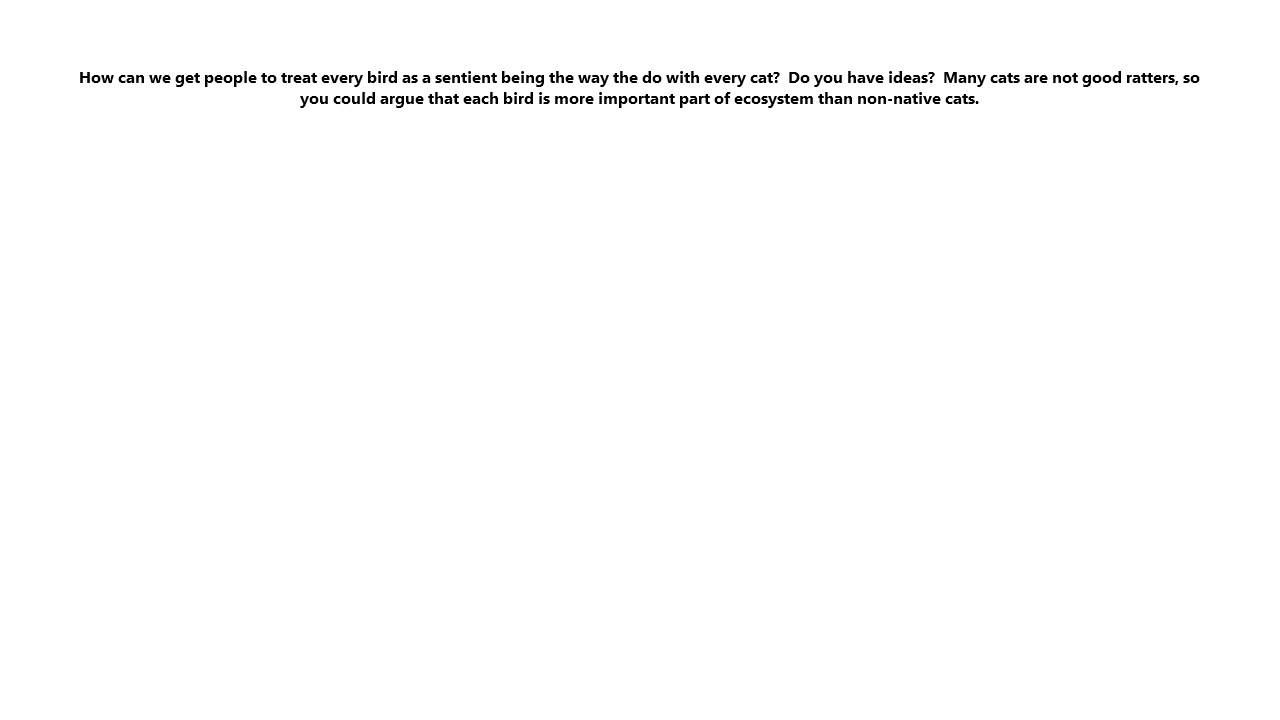 How can we get people to treat every bird as a sentient being the way the do with every cat?  Do you have ideas?  Many cats are not good ratters, so
you could argue that each bird is more important part of ecosystem than non-native cats.